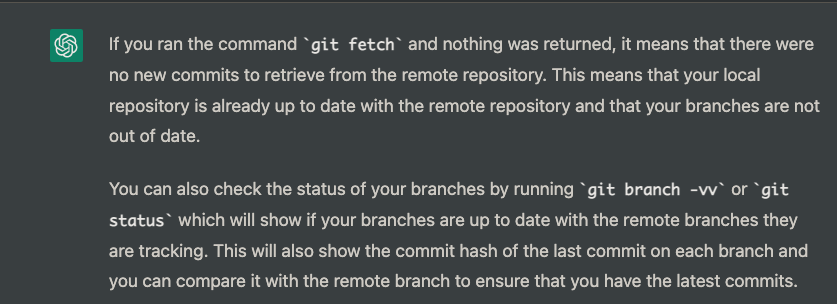 If you ran the command `git fetch` and nothing was returned, it means that there were
no new commits to retrieve from the remote repository. This means that your local
repository is already up to date with the remote repository and that your branches are not
out of date.
You can also check the status of your branches by running `git branch -vv` or `git
status` which will show if your branches are up to date with the remote branches they
are tracking. This will also show the commit hash of the last commit on each branch and
you can compare it with the remote branch to ensure that you have the latest commits.